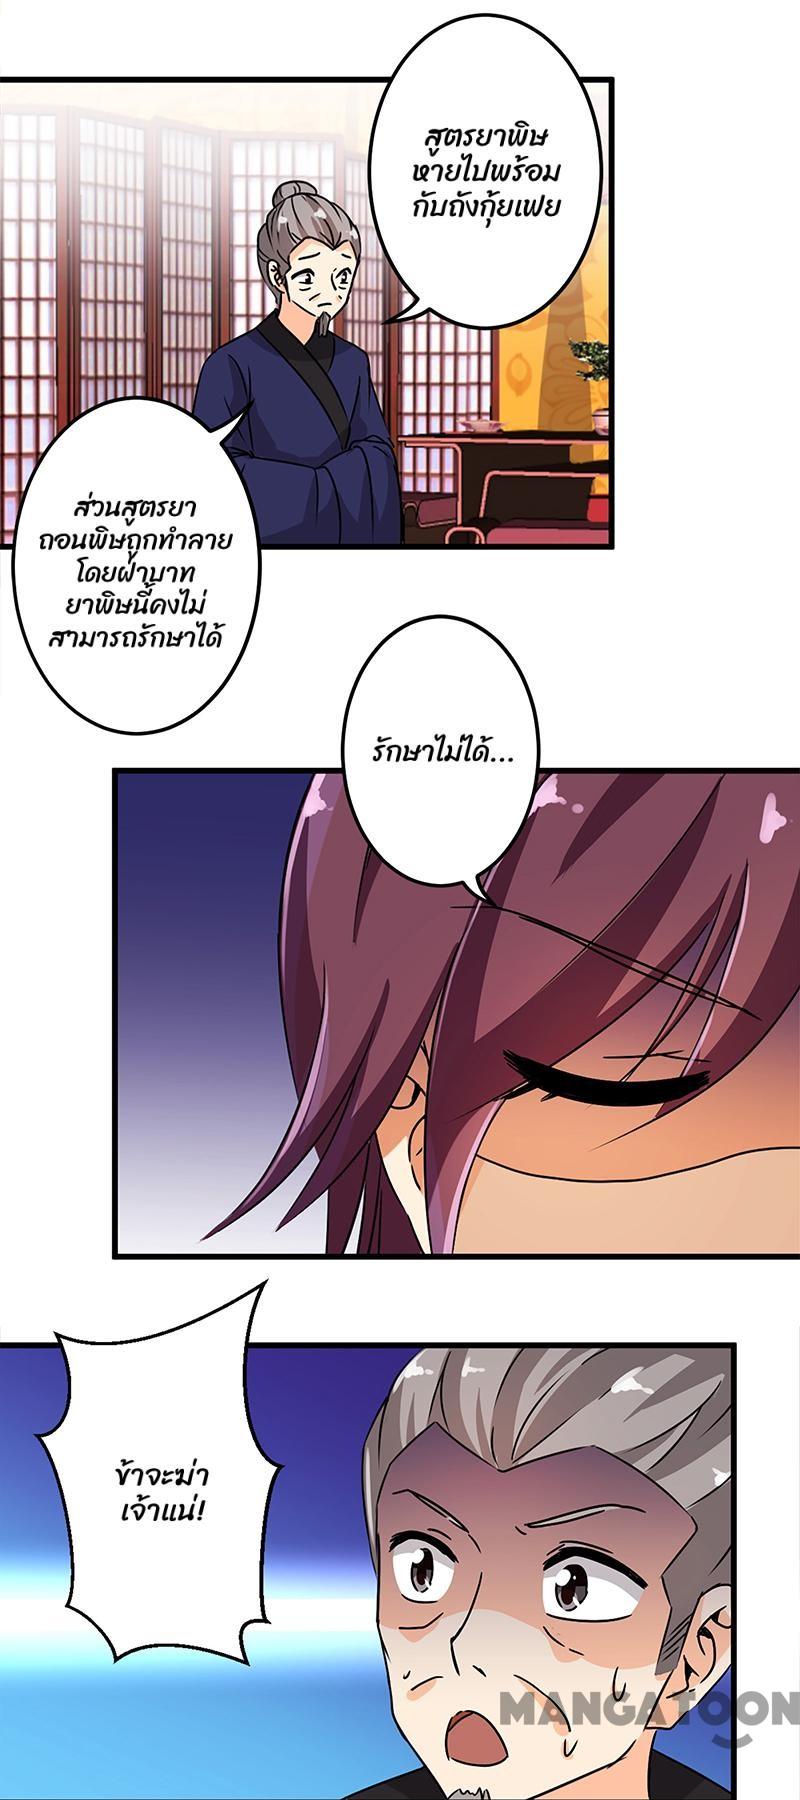 สูตรยาพิษ
หายไปพร้อม
กับถังกุ้ยเฟย
ส่วนสูตรยา
ถอนพิษถูกทำลาย
โดยฝ่าบาท
ยาพิษนี้คงไม่
สามารถรักษาได้
รักษาไม่ได้...
ข้าจะฆ่า
เจ้าแน่!
MANGATOON